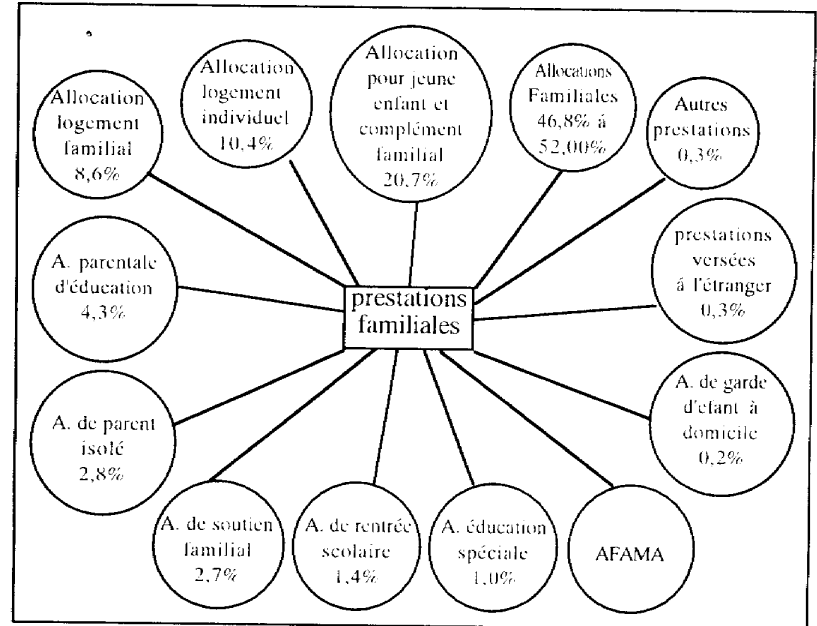 Allocation
logement
familial
8,6%
Allocation
logement
individuel
10,4%
Allocation
pour jeune
enfant et
complément
familial
20,7%
Allocations
Familiales
46,8% á
52,00%
Autres
prestations
0,3%
A. parentale
d'éducation
4,3%
prestations
familiales
prestations
versées
á l'étranger
0,3%
A. de parent
isolé
2,8%
A. de garde
d'efant à
domicile
0,2%
A. de soutien
familial
2,7%
A. de rentrée
scolaire
1,4%
A. éducation
spéciale
1,0%
AFAMA